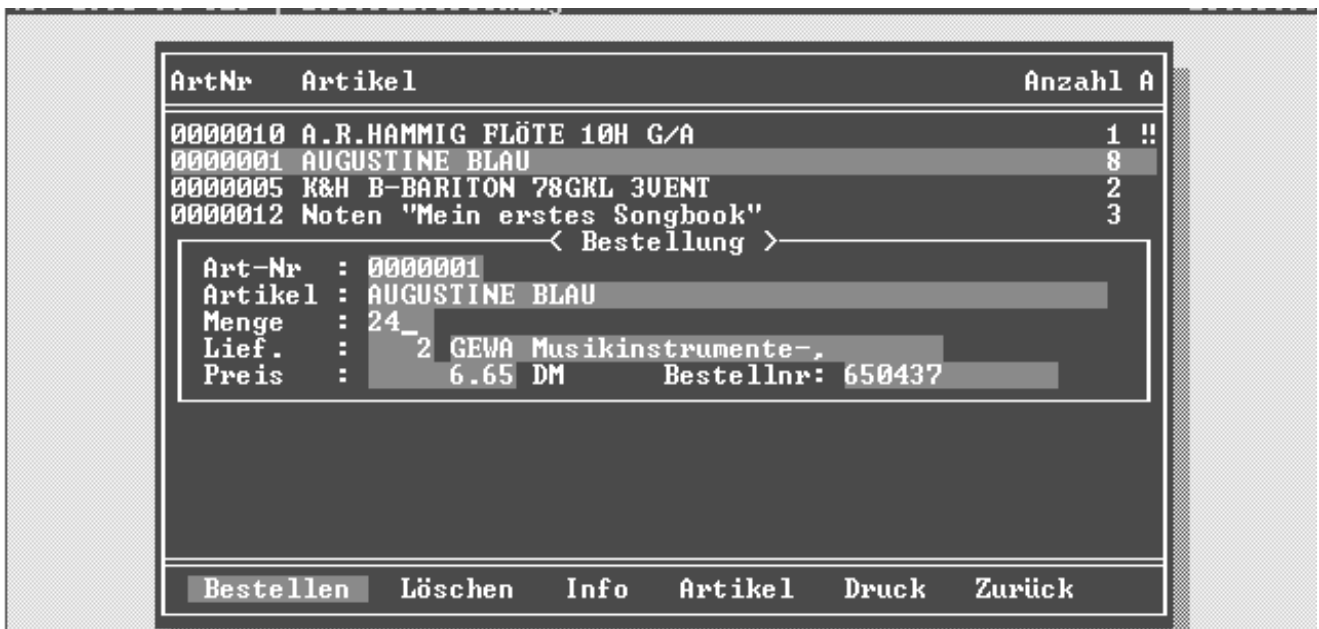 ArtNr Artikel Anzahl A
0000010 A.R.HAMMIG FLÖTE 10H G/A 1 !!
0000001 AUGUSTINE BLAU 8
0000005 K&H B-BARITON 78GKL 3VENT 2
0000012 Noten "Mein erstes Songbook" 3
< Bestellung >
Art-Nr : 0000001
Artikel : AUGUSTINE BLAU
Menge : 24_
Lief. : 2 GEWA Musikinstrumente-,
Preis : 6.65 DM Bestellnr: 650437
Bestellen Löschen Info Artikel Druck Zurück